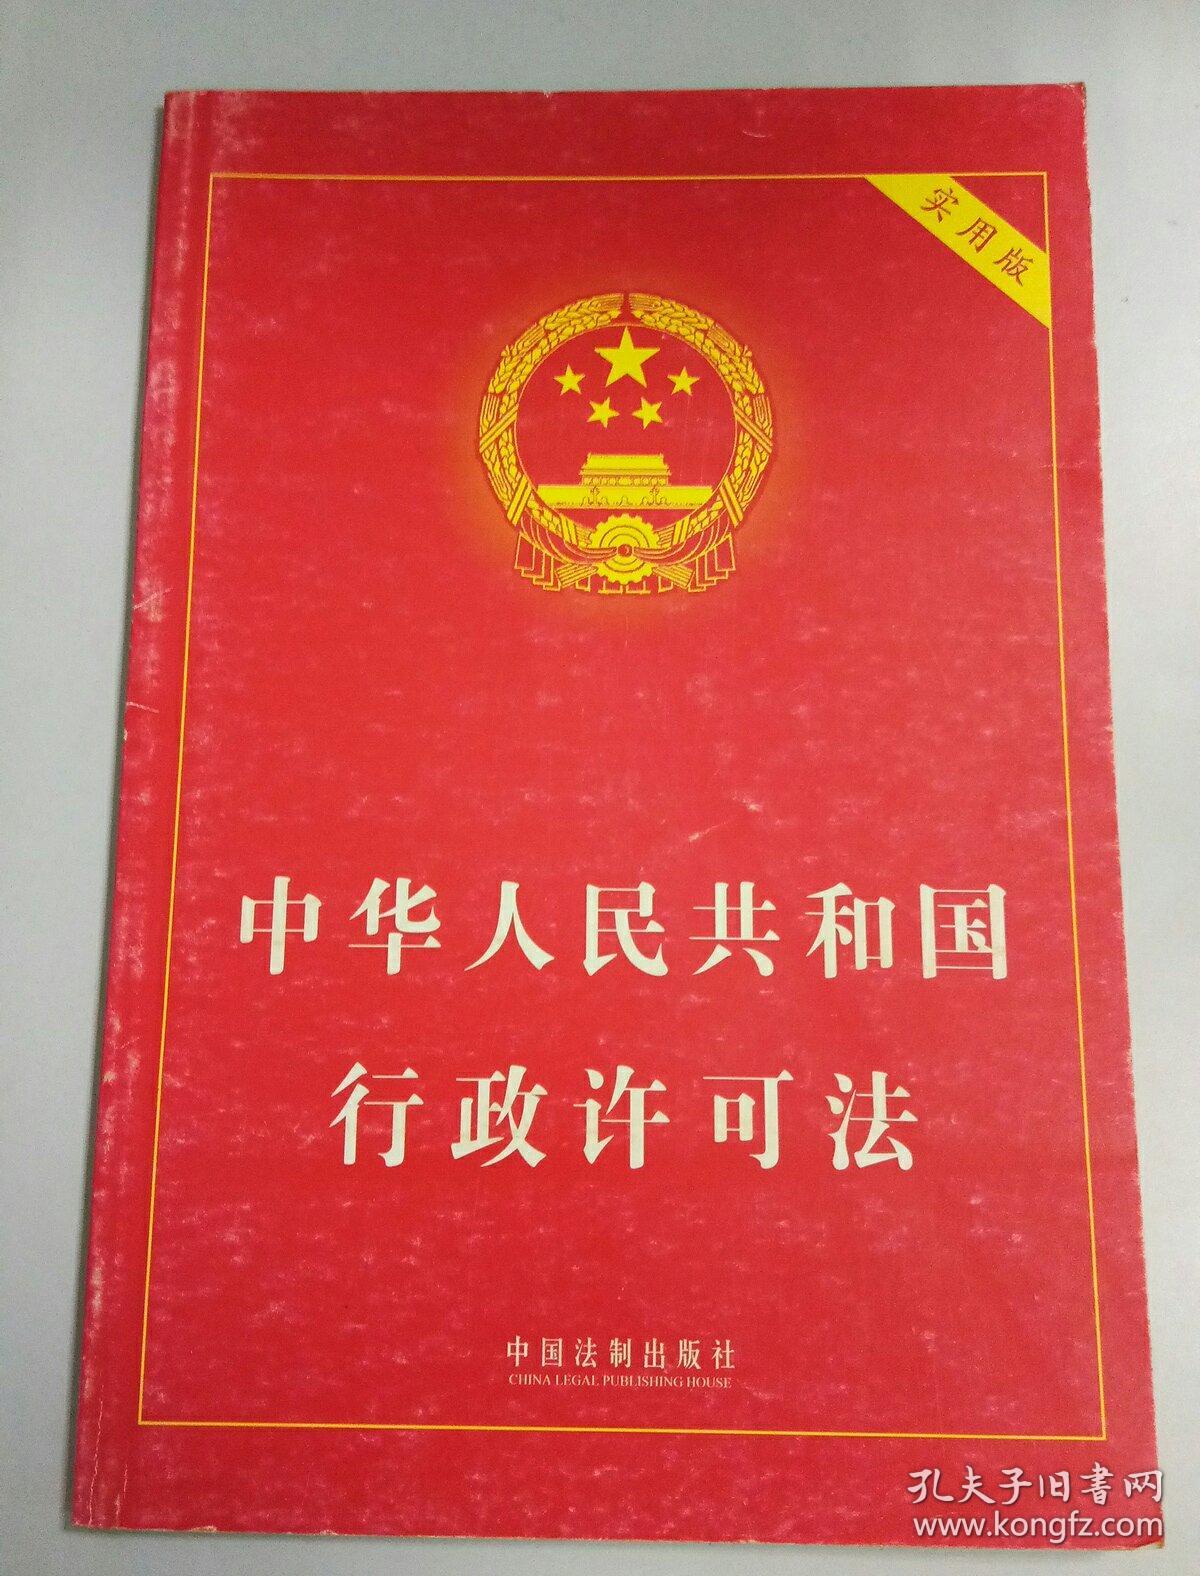 实用版
中华人民共和国
行政许可法
中国法制出版社
CHINA LEGAL PUBLISHING HOUSE
孔夫子旧书网
www.kongfz.com